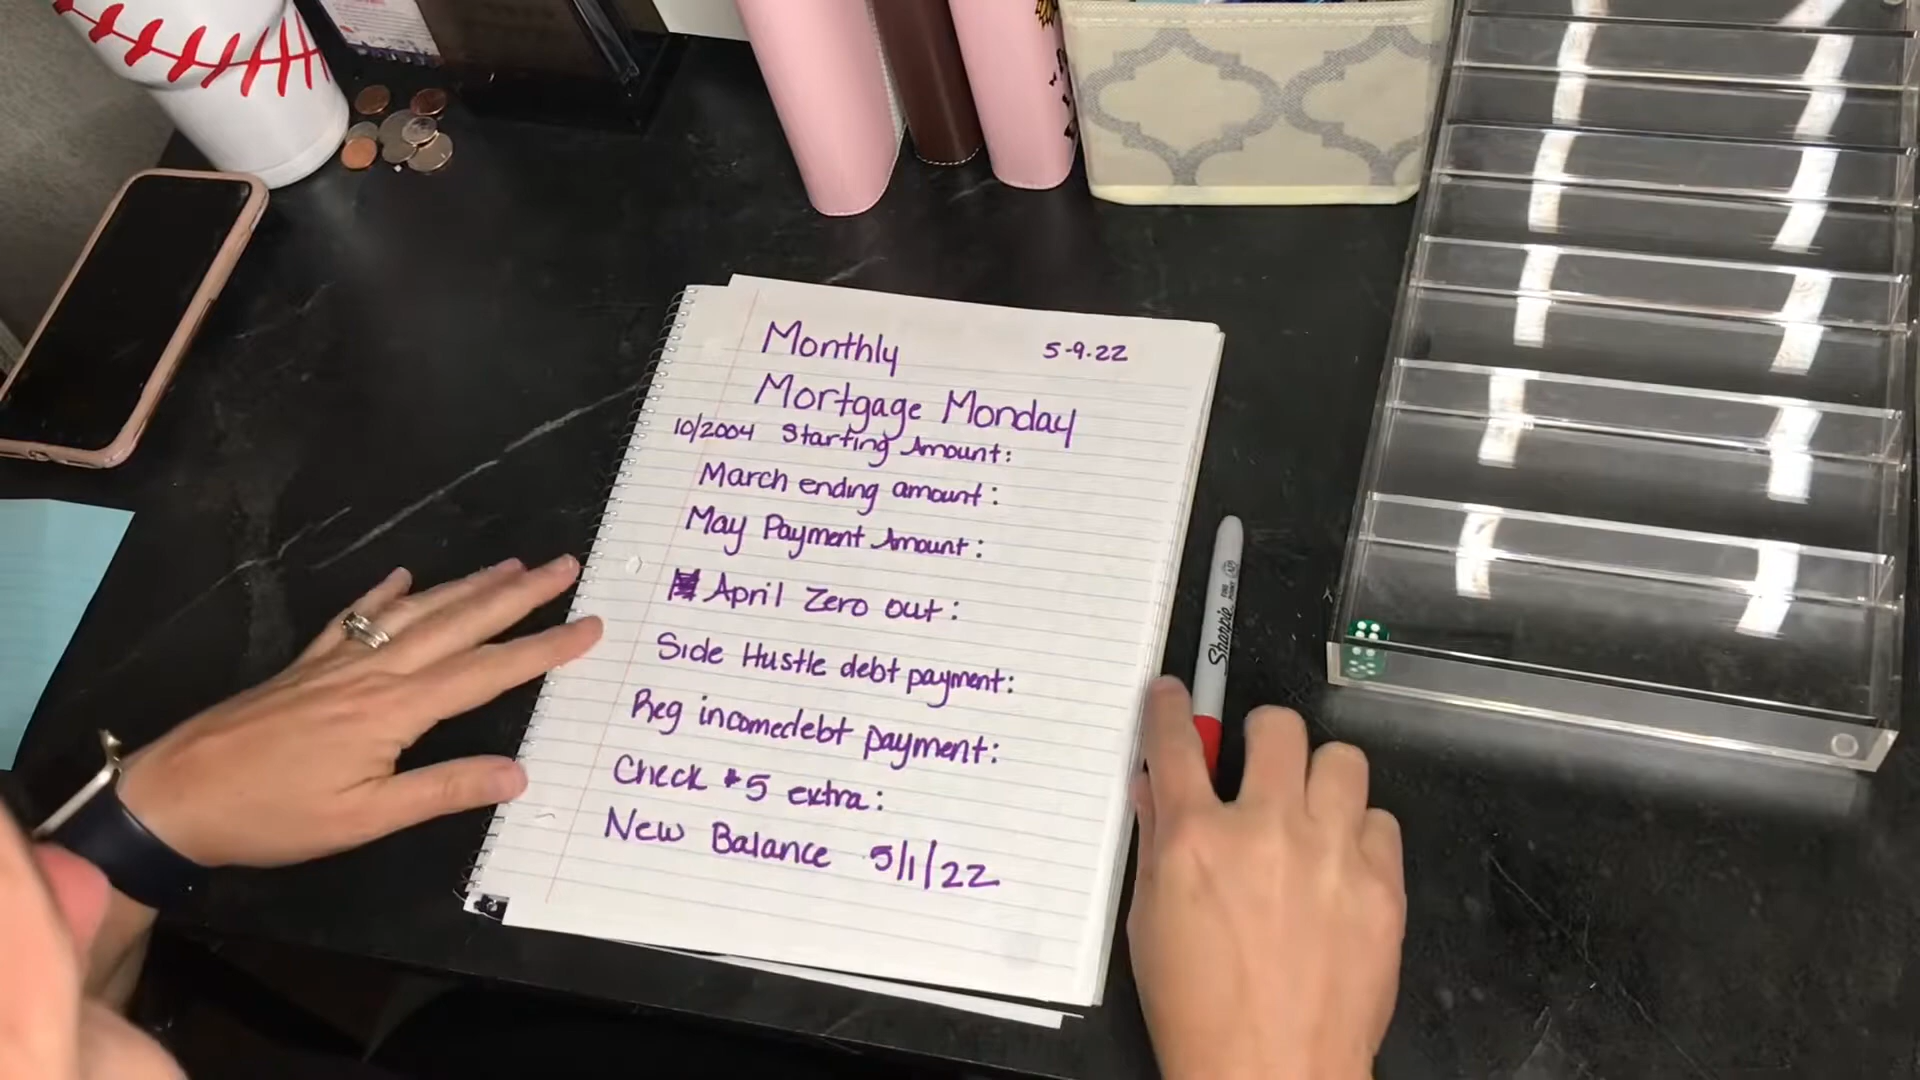 Monthly 5-9-22
Mortgage Monday
10/2004 Starting Amount:
March ending amount:
May Payment Amount:
April Zero out:
Side Hustle debt payment:
Reg incomedebt payment:
Check *5 extra:
New Balance 5/1/22
Sharpie